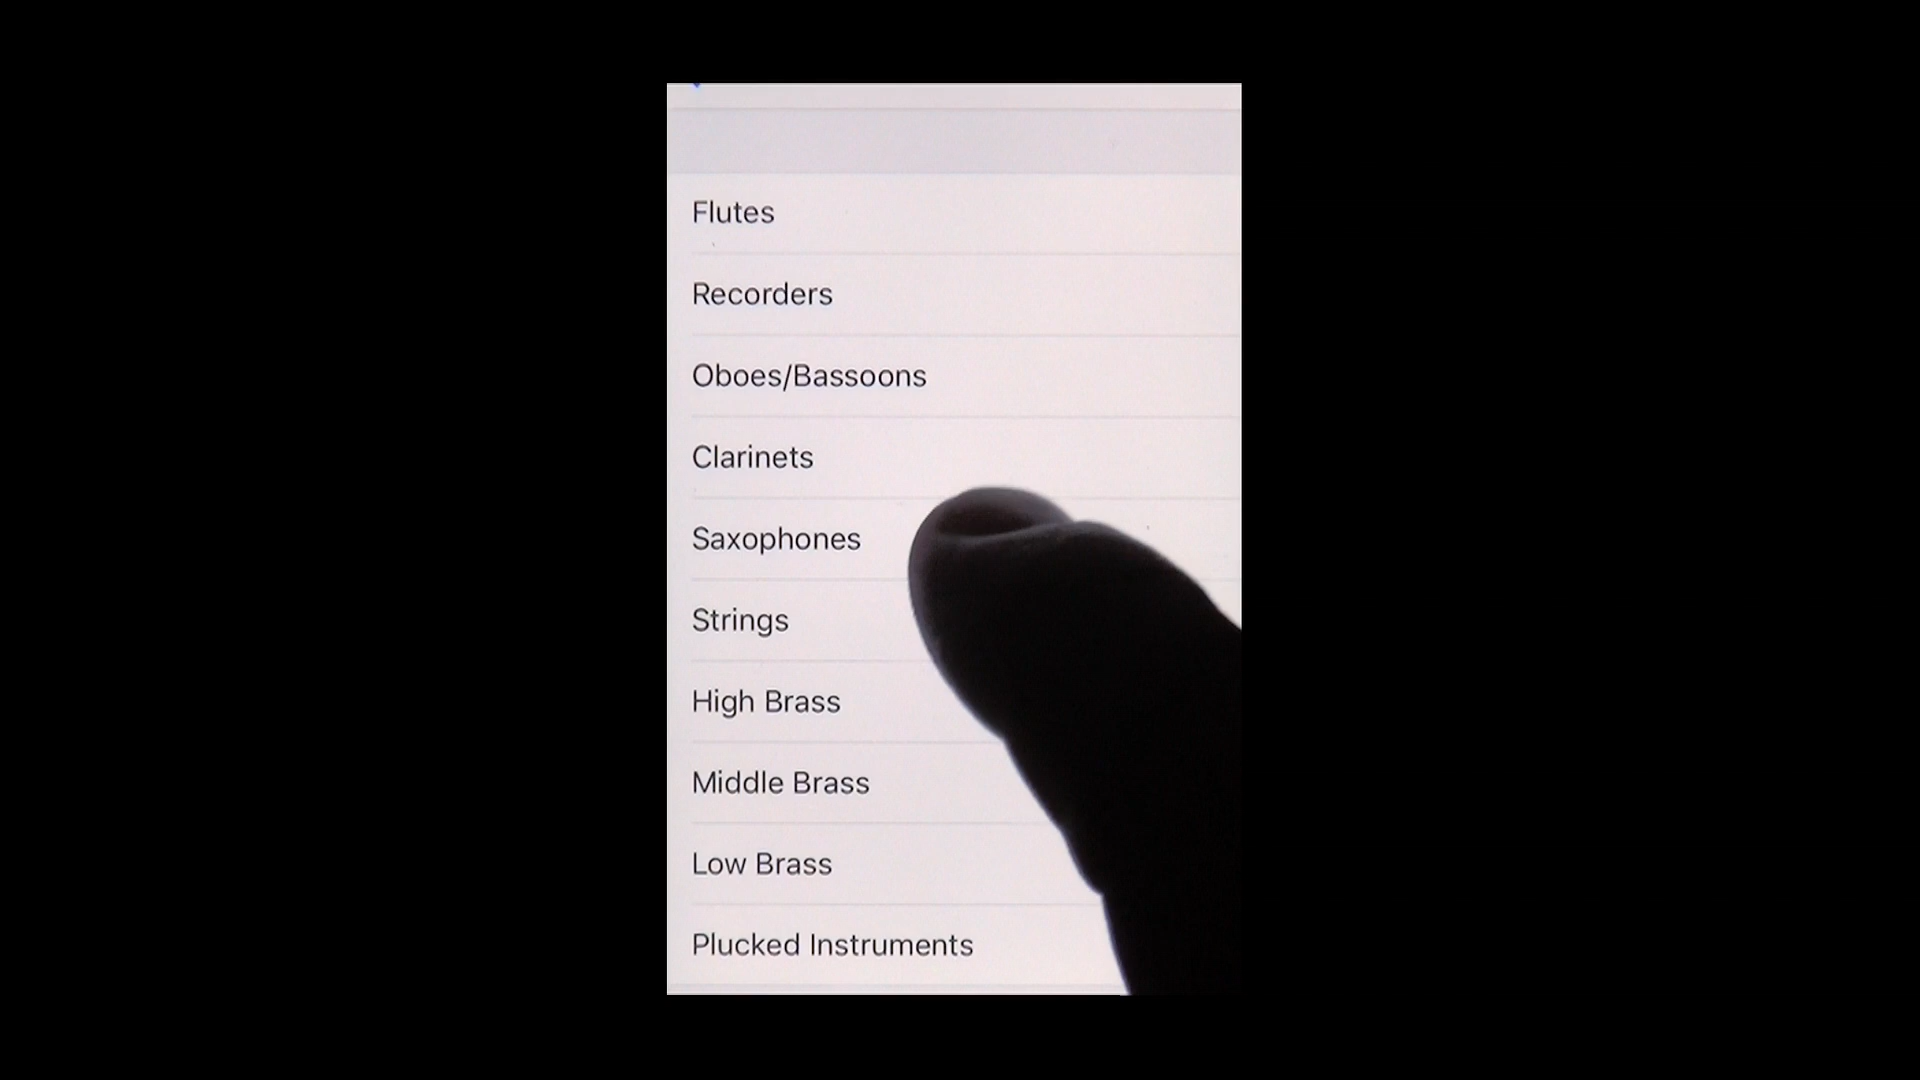 Flutes
Recorders
Oboes/Bassoons
Clarinets
Saxophones
Strings
High Brass
Middle Brass
Low Brass
Plucked Instruments